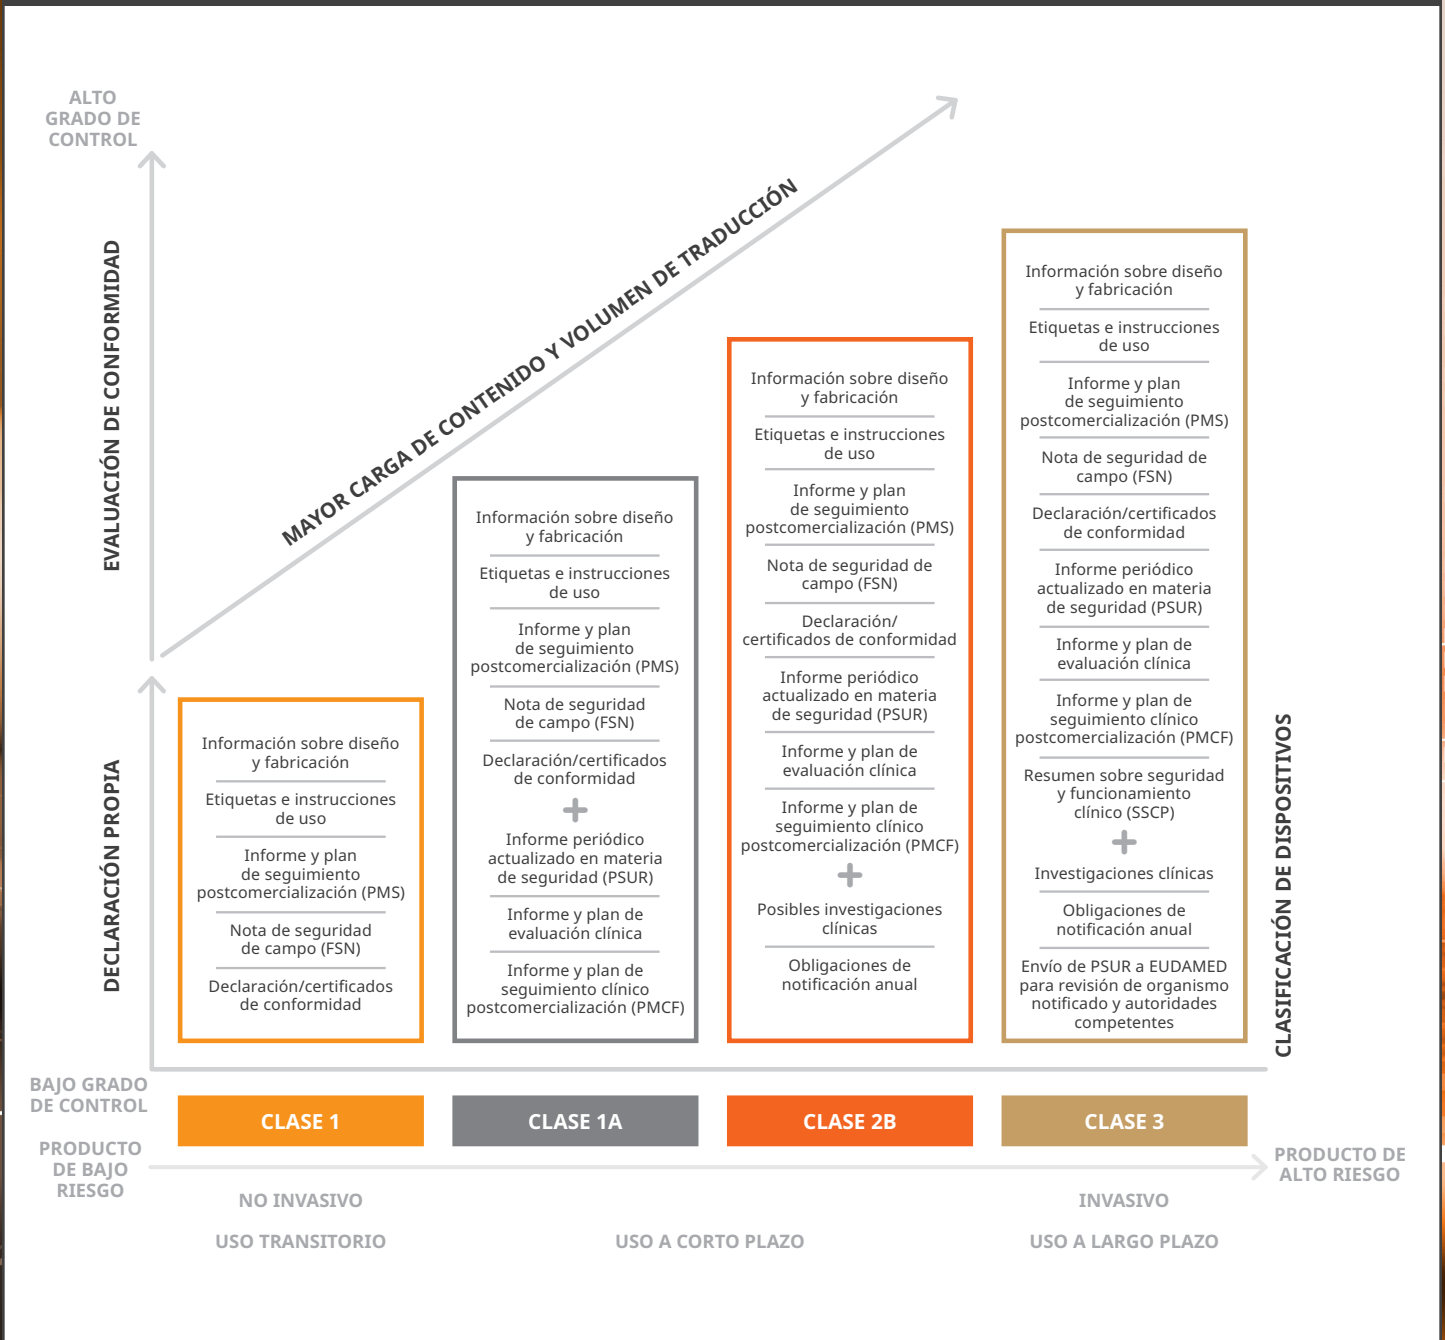 ALTO
GRADO DE
CONTROL
EVALUACIÓN DE CONFORMIDAD
DECLARACIÓN PROPIA
MAYOR CARGA DE CONTENIDO Y VOLUMEN DE TRADUCCIÓN
Información sobre diseño
y fabricación
Etiquetas e instrucciones
de uso
Informe y plan
de seguimiento
postcomercialización (PMS)
Nota de seguridad
de campo (FSN)
Declaración/certificados
de conformidad
Información sobre diseño
y fabricación
Etiquetas e instrucciones
de uso
Informe y plan
de seguimiento
postcomercialización (PMS)
Nota de seguridad
de campo (FSN)
Declaración/certificados
de conformidad
+
Informe periódico
actualizado en materia
de seguridad (PSUR)
Informe y plan de
evaluación clínica
Informe y plan de
seguimiento clínico
postcomercialización (PMCF)
Información sobre diseño
y fabricación
Etiquetas e instrucciones
de uso
Informe y plan
de seguimiento
postcomercialización (PMS)
Nota de seguridad de
campo (FSN)
Declaración/
certificados de conformidad
Informe periódico
actualizado en materia
de seguridad (PSUR)
Informe y plan de
evaluación clínica
Informe y plan de
seguimiento clínico
postcomercialización (PMCF)
+
Posibles investigaciones
clínicas
Obligaciones de
notificación anual
Información sobre diseño
y fabricación
Etiquetas e instrucciones
de uso
Informe y plan
de seguimiento
postcomercialización (PMS)
Nota de seguridad de
campo (FSN)
Declaración/certificados
de conformidad
Informe periódico
actualizado en materia
de seguridad (PSUR)
Informe y plan de
evaluación clínica
Informe y plan de
seguimiento clínico
postcomercialización (PMCF)
Resumen sobre seguridad
y funcionamiento
clínico (SSCP)
+
Investigaciones clínicas
Obligaciones de
notificación anual
Envío de PSUR a EUDAMED
para revisión de organismo
notificado y autoridades
competentes
CLASIFICACIÓN DE DISPOSITIVOS
BAJO GRADO
DE CONTROL
CLASE 1
CLASE 1A
CLASE 2B
CLASE 3
PRODUCTO
DE BAJO
RIESGO
PRODUCTO DE
ALTO RIESGO
NO INVASIVO
INVASIVO
USO TRANSITORIO
USO A CORTO PLAZO
USO A LARGO PLAZO